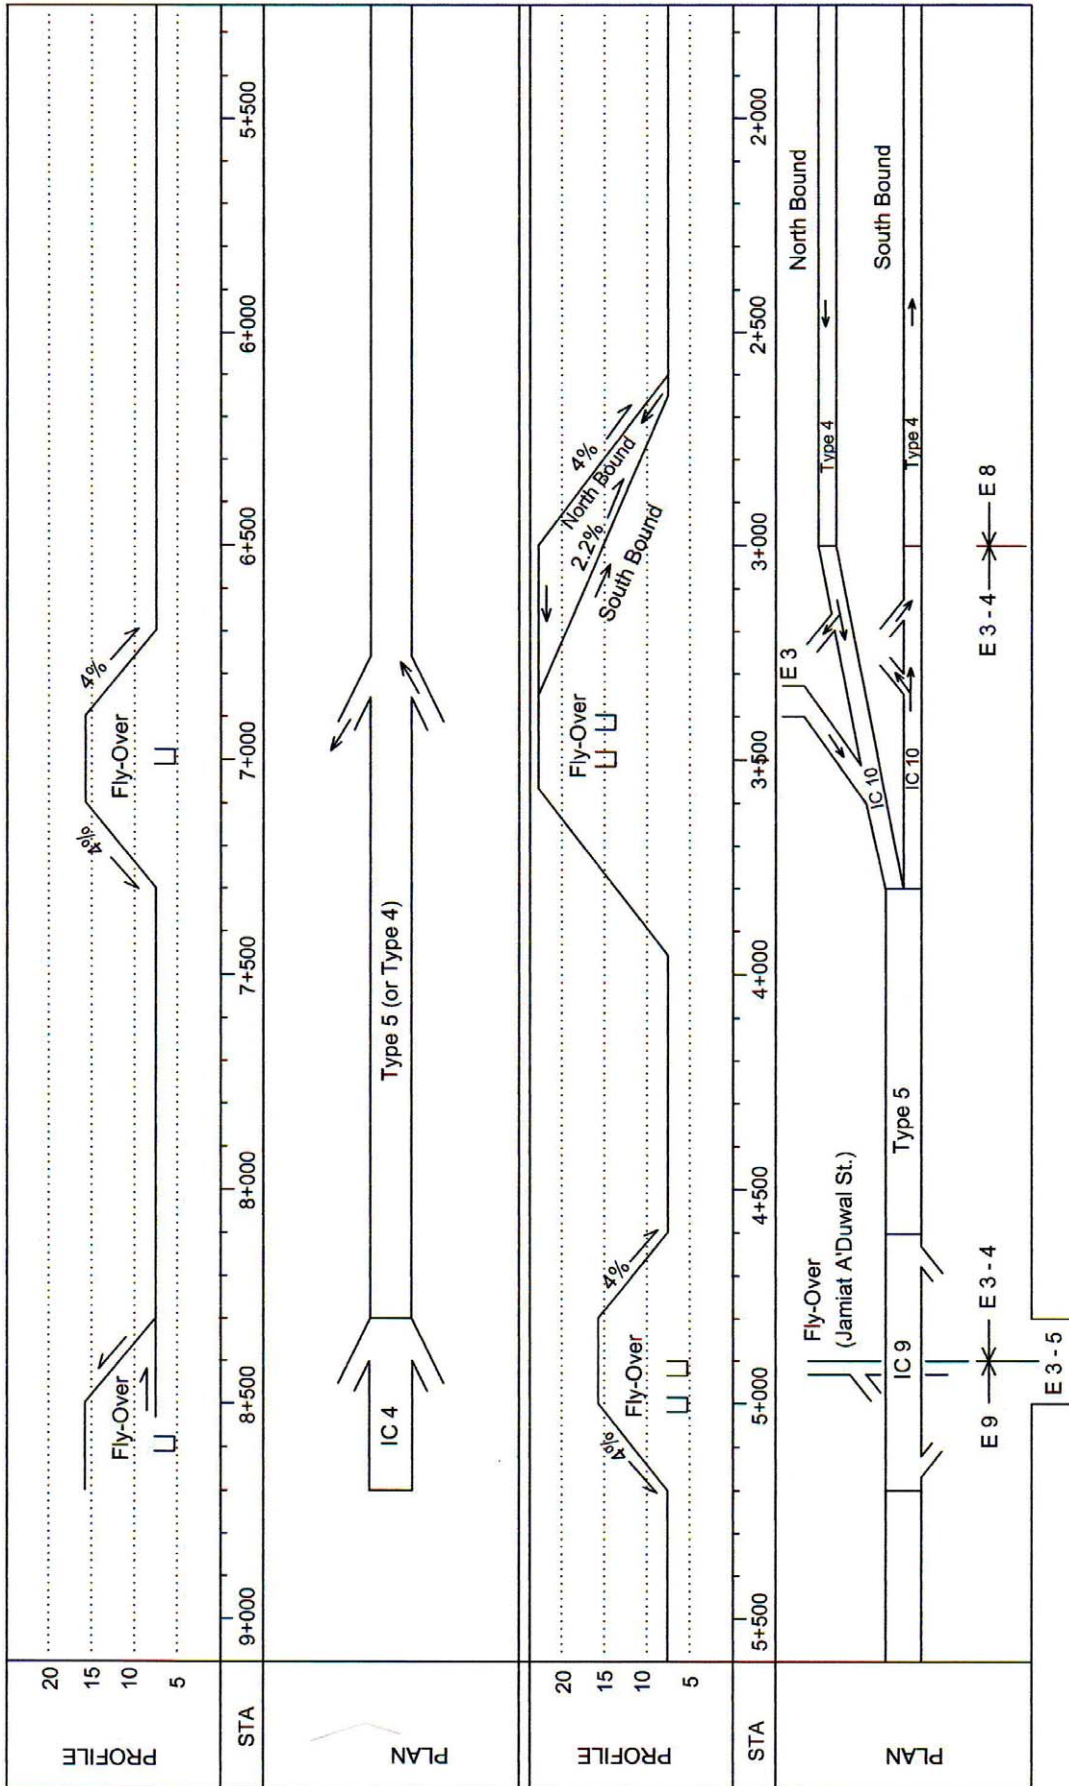 PROFILE
20
15
10
5
Fly-Over
4%
Fly-Over
4%
STA
9+000
8+500
8+000
7+500
7+000
6+500
6+000
5+500
PLAN
IC 4
Type 5 (or Type 4)
PROFILE
20
15
10
5
4%
Fly-Over
4%
Fly-Over
4%
North Bound
2.2%
South Bound
STA
5+500
5+000
4+500
4+000
3+500
3+000
2+500
2+000
PLAN
Fly-Over
(Jamiat A'Duwal St.)
E 3
North Bound
IC 9
Type 5
IC 10
Type 4
IC 10
Type 4
South Bound
E 9
E 3 - 4
E 3 - 4
E 8
E 3 - 5